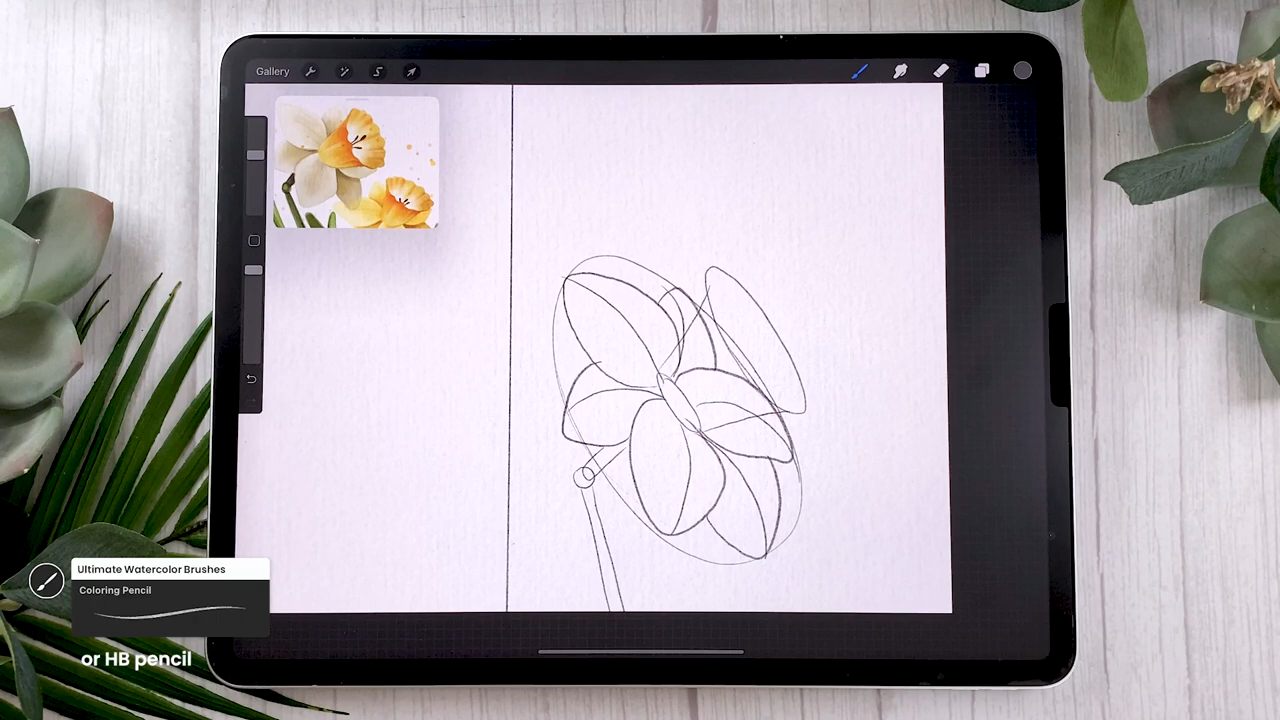 Gallery
Ultimate Watercolor Brushes
Coloring Pencil
or HB pencil